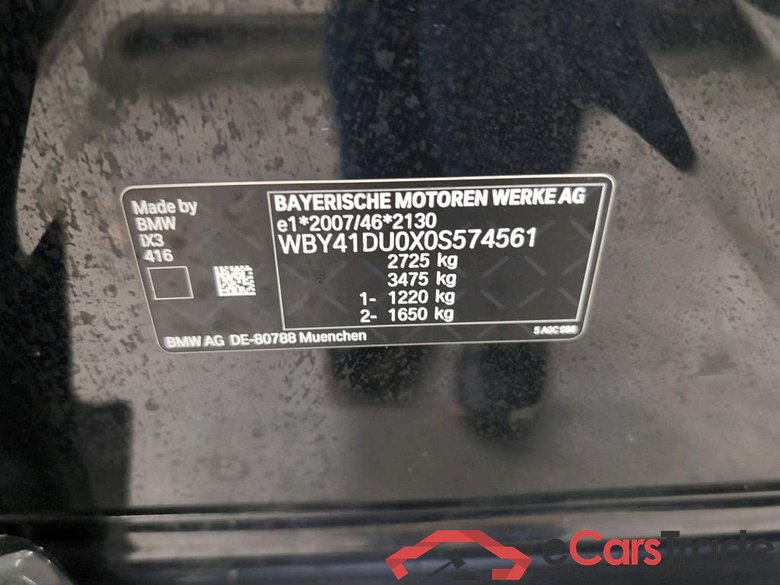 Made by
BMW
iX3
416
BAYERISCHE MOTOREN WERKE AG
e1*2007/46*2130
WBY41DU0X0S574561
2725 kg
3475 kg
1- 1220 kg
2- 1650 kg
BMW AG DE-80788 Muenchen
eCarsTrade